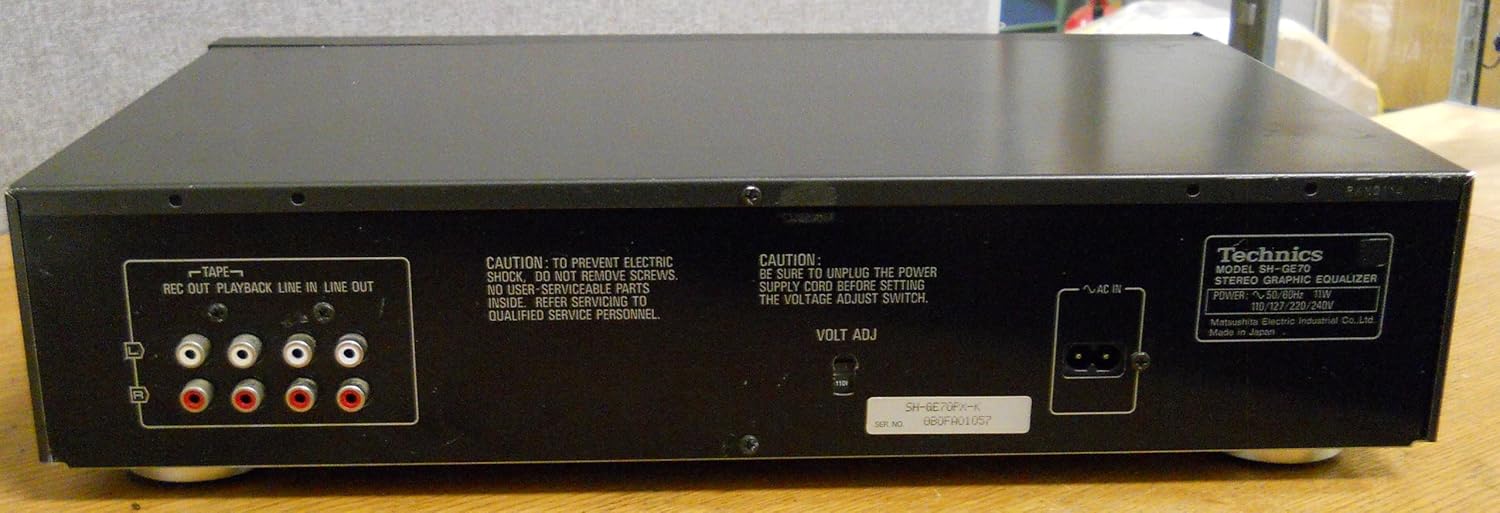 TAPE
REC OUT PLAYBACK LINE IN LINE OUT
L
R
CAUTION: TO PREVENT ELECTRIC
SHOCK, DO NOT REMOVE SCREWS.
NO USER-SERVICEABLE PARTS
INSIDE. REFER SERVICING TO
QUALIFIED SERVICE PERSONNEL.
CAUTION:
BE SURE TO UNPLUG THE POWER
SUPPLY CORD BEFORE SETTING
THE VOLTAGE ADJUST SWITCH.
VOLT ADJ
SH-GE70PX-K
SER. NO. 0B0FA01057
∿ AC IN
Technics
MODEL SH-GE70
STEREO GRAPHIC EQUALIZER
POWER: ∿ 50/60Hz 11W
110/127/220/240V
Matsushita Electric Industrial Co.,Ltd.
Made in Japan